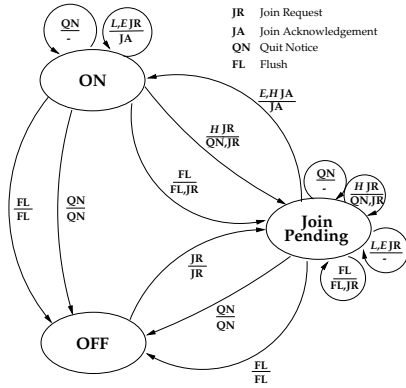 JR Join Request
JA Join Acknowledgement
QN Quit Notice
FL Flush
QN
-
L,E JR
JA
ON
E,H JA
JA
H JR
QN,JR
FL
FL,JR
FL
FL
QN
QN
QN
-
H JR
QN,JR
Join
Pending
L,E JR
-
FL
FL,JR
JR
JR
QN
QN
OFF
FL
FL